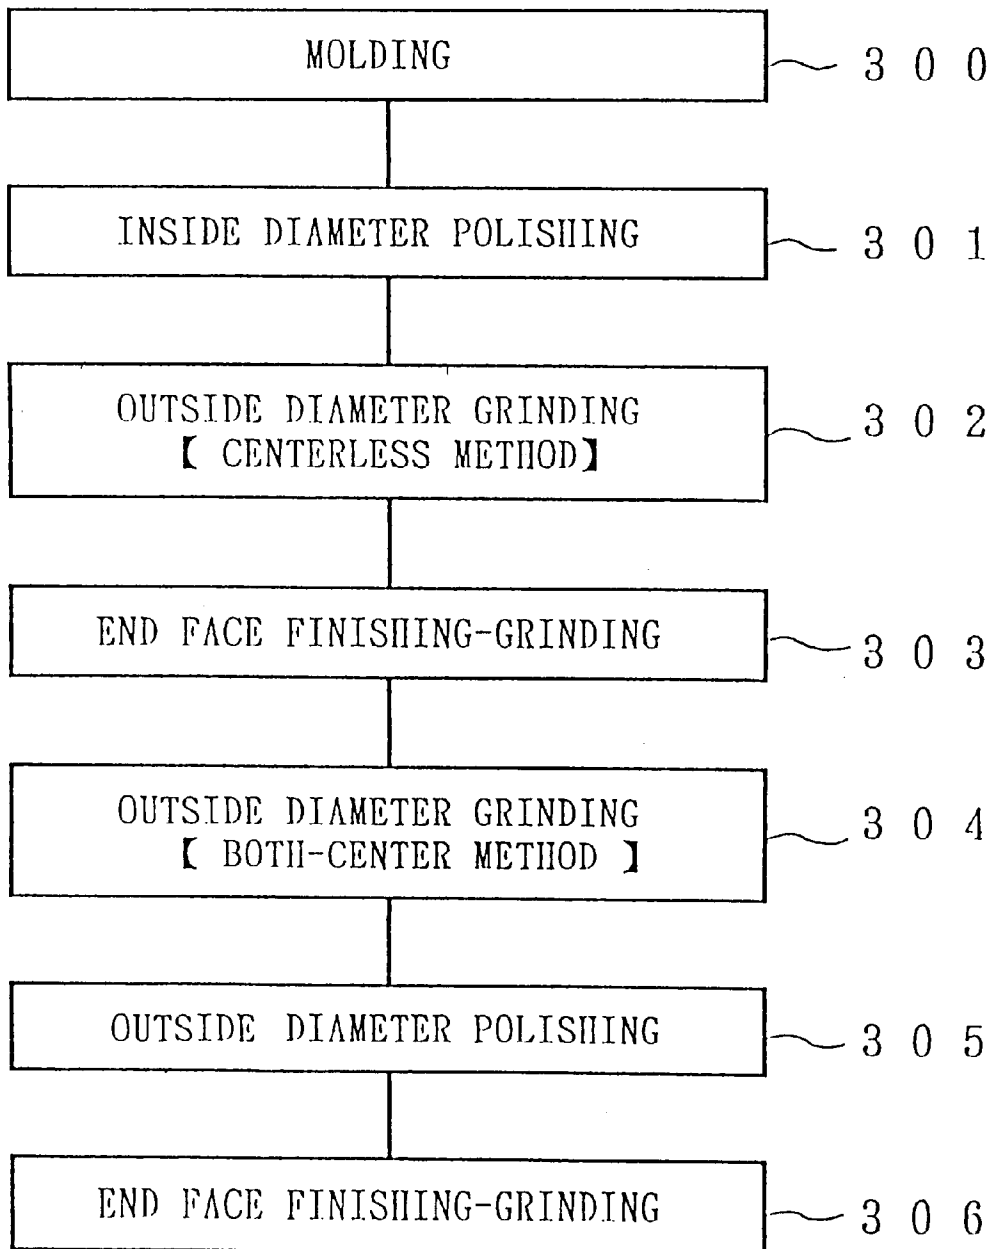 MOLDING
300
INSIDE DIAMETER POLISHING
301
OUTSIDE DIAMETER GRINDING
【 CENTERLESS METHOD】
302
END FACE FINISHING-GRINDING
303
OUTSIDE DIAMETER GRINDING
【 BOTH-CENTER METHOD 】
304
OUTSIDE DIAMETER POLISHING
305
END FACE FINISHING-GRINDING
306